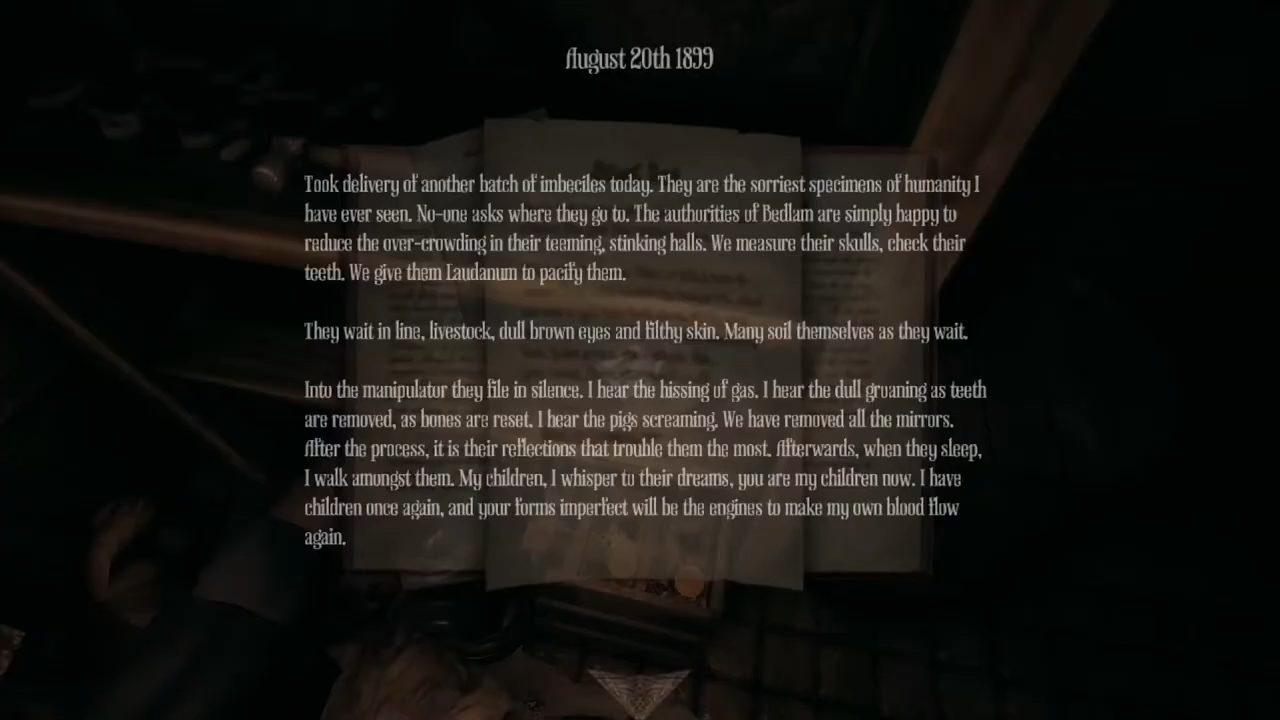 August 20th 1899
Took delivery of another batch of imbeciles today. They are the sorriest specimens of humanity I
have ever seen. No-one asks where they go to. The authorities of Bedlam are simply happy to
reduce the over-crowding in their teeming, stinking halls. We measure their skulls, check their
teeth. We give them Laudanum to pacify them.
They wait in line, livestock, dull brown eyes and filthy skin. Many soil themselves as they wait.
Into the manipulator they file in silence. I hear the hissing of gas. I hear the dull groaning as teeth
are removed, as bones are reset. I hear the pigs screaming. We have removed all the mirrors.
After the process, it is their reflections that trouble them the most. Afterwards, when they sleep,
I walk amongst them. My children, I whisper to their dreams, you are my children now. I have
children once again, and your forms imperfect will be the engines to make my own blood flow
again.